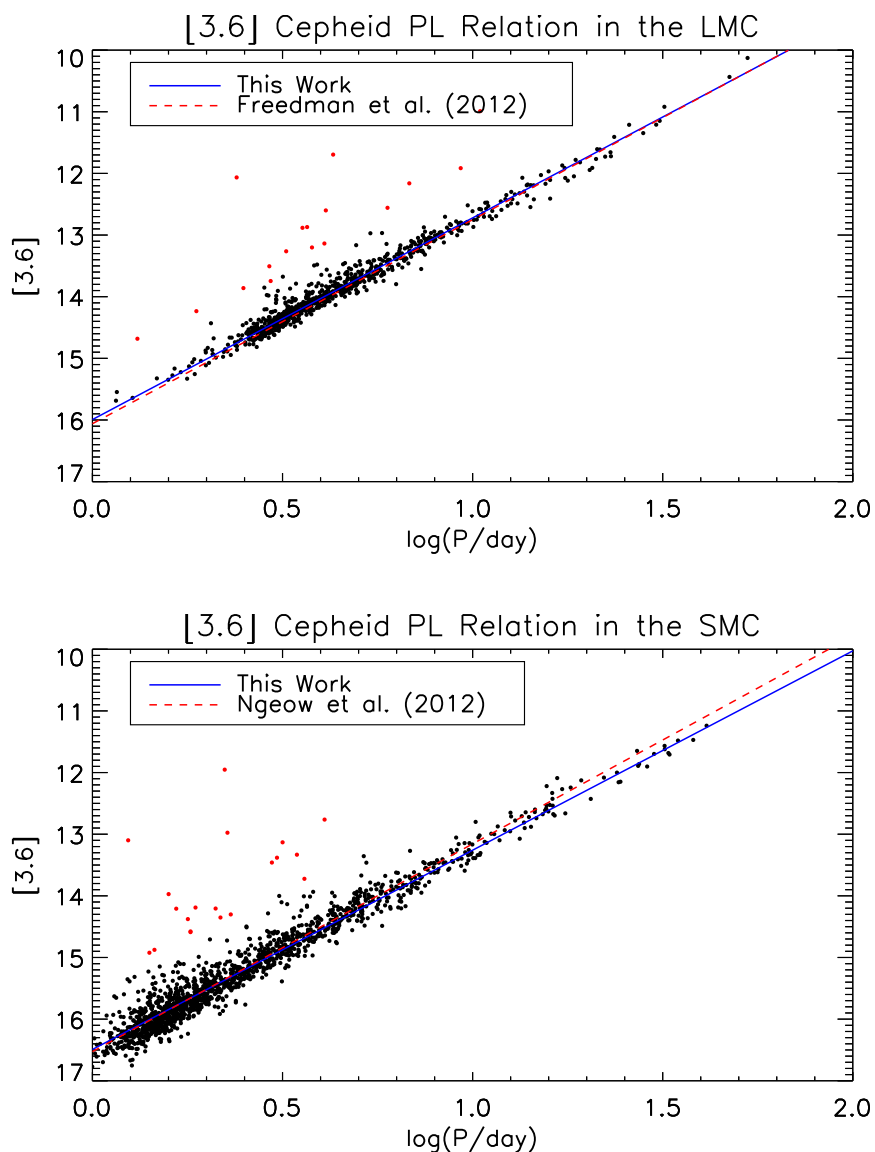 [3.6] Cepheid PL Relation in the LMC
This Work
Freedman et al. (2012)
[3.6]
10
11
12
13
14
15
16
17
0.0 0.5 1.0 1.5 2.0
log(P/day)
[3.6] Cepheid PL Relation in the SMC
This Work
Ngeow et al. (2012)
[3.6]
10
11
12
13
14
15
16
17
0.0 0.5 1.0 1.5 2.0
log(P/day)